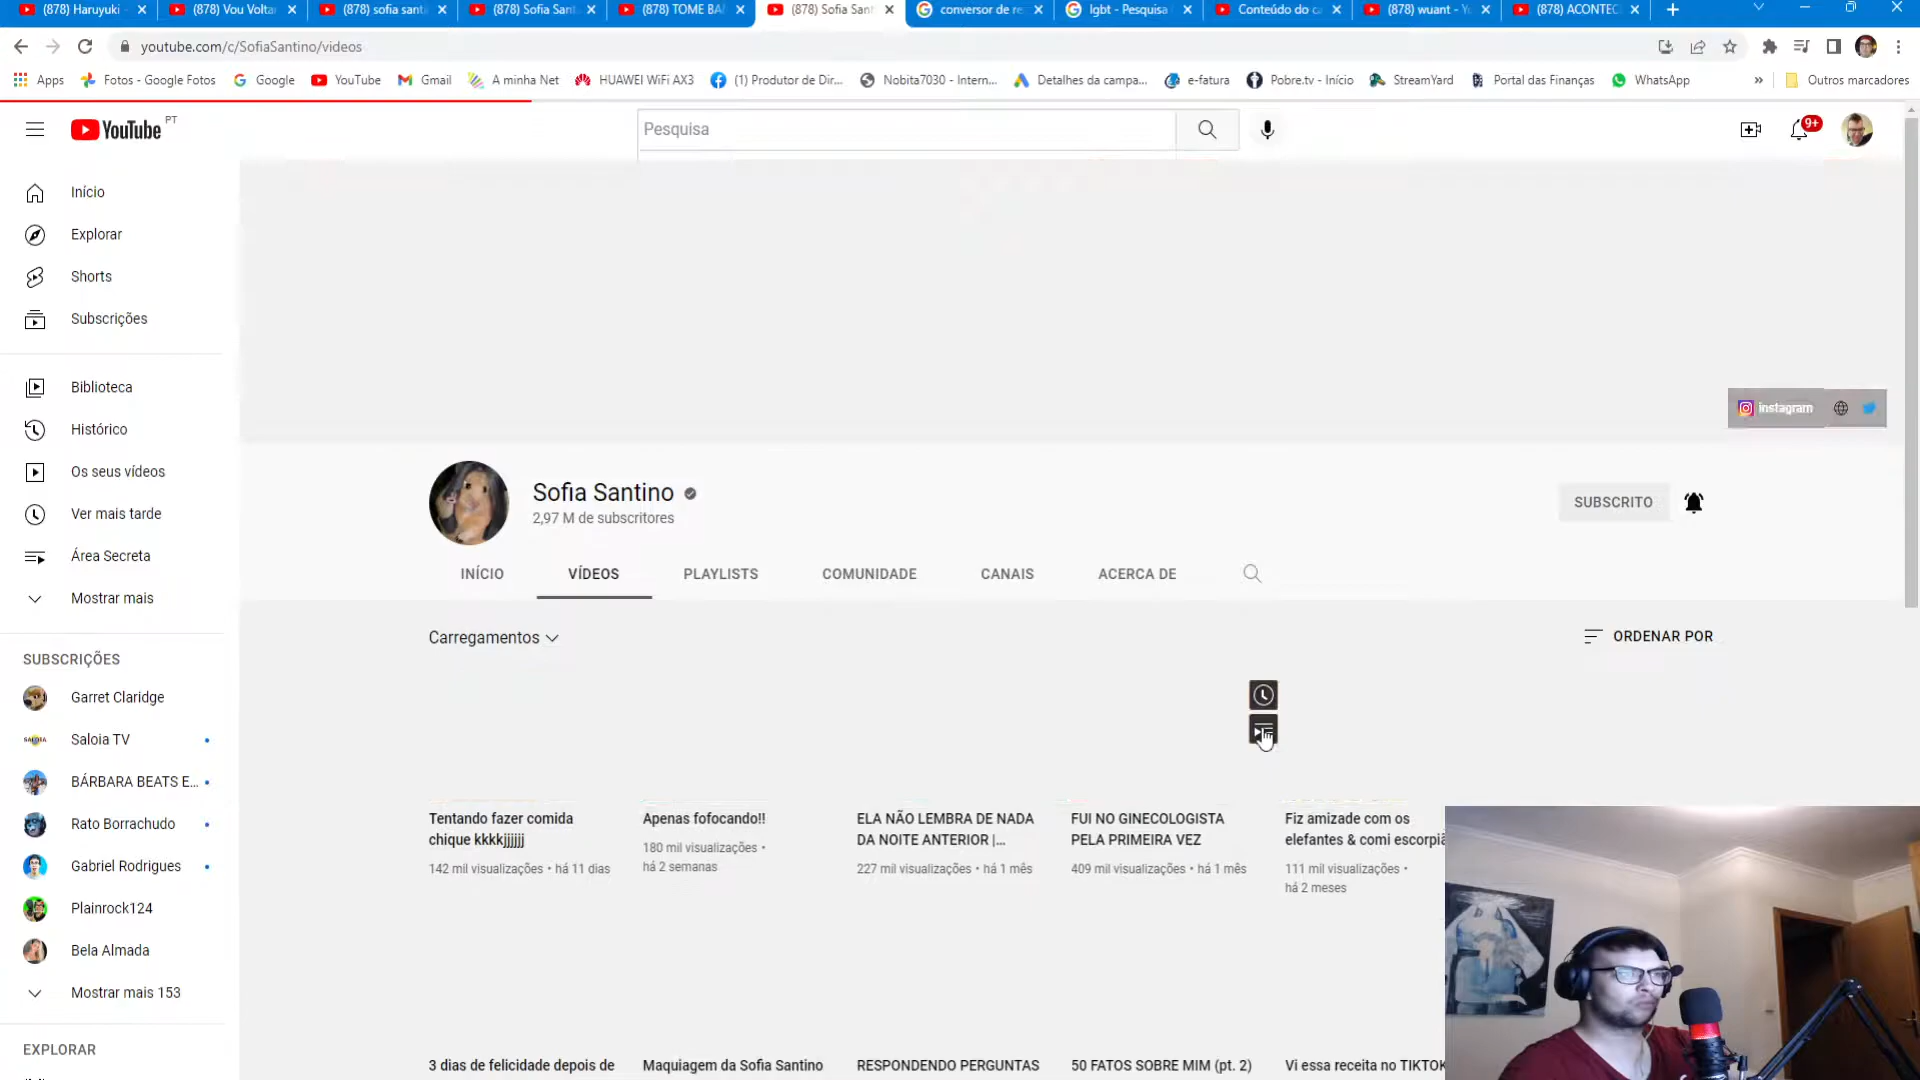 (878) Haruyuki -
(878) Vou Volta
(878) sofia sant
(878) Sofia San
(878) TOME BA
(878) Sofia San
conversor de re
lgbt - Pesquisa
Conteúdo do ca
(878) wuant - Y
(878) ACONTEC
youtube.com/c/SofiaSantino/videos
Apps
Fotos - Google Fotos
Google
YouTube
Gmail
A minha Net
HUAWEI WiFi AX3
(1) Produtor de Dir...
Nobita7030 - Intern...
Detalhes da campa...
e-fatura
Pobre.tv - Início
StreamYard
Portal das Finanças
WhatsApp
»
Outros marcadores
YouTube PT
Pesquisa
9+
Início
Explorar
Shorts
Subscrições
Biblioteca
Histórico
Os seus vídeos
Ver mais tarde
Área Secreta
Mostrar mais
SUBSCRIÇÕES
Garret Claridge
Saloia TV
BÁRBARA BEATS E...
Rato Borrachudo
Gabriel Rodrigues
Plainrock124
Bela Almada
Mostrar mais 153
EXPLORAR
instagram
Sofia Santino
2,97 M de subscritores
SUBSCRITO
INÍCIO
VÍDEOS
PLAYLISTS
COMUNIDADE
CANAIS
ACERCA DE
Carregamentos
ORDENAR POR
Tentando fazer comida
chique kkkkjjjjjj
142 mil visualizações • há 11 dias
Apenas fofocando!!
180 mil visualizações •
há 2 semanas
ELA NÃO LEMBRA DE NADA
DA NOITE ANTERIOR |...
227 mil visualizações • há 1 mês
FUI NO GINECOLOGISTA
PELA PRIMEIRA VEZ
409 mil visualizações • há 1 mês
Fiz amizade com os
elefantes & comi escorpiã
111 mil visualizações •
há 2 meses
3 dias de felicidade depois de
Maquiagem da Sofia Santino
RESPONDENDO PERGUNTAS
50 FATOS SOBRE MIM (pt. 2)
Vi essa receita no TIKTOK